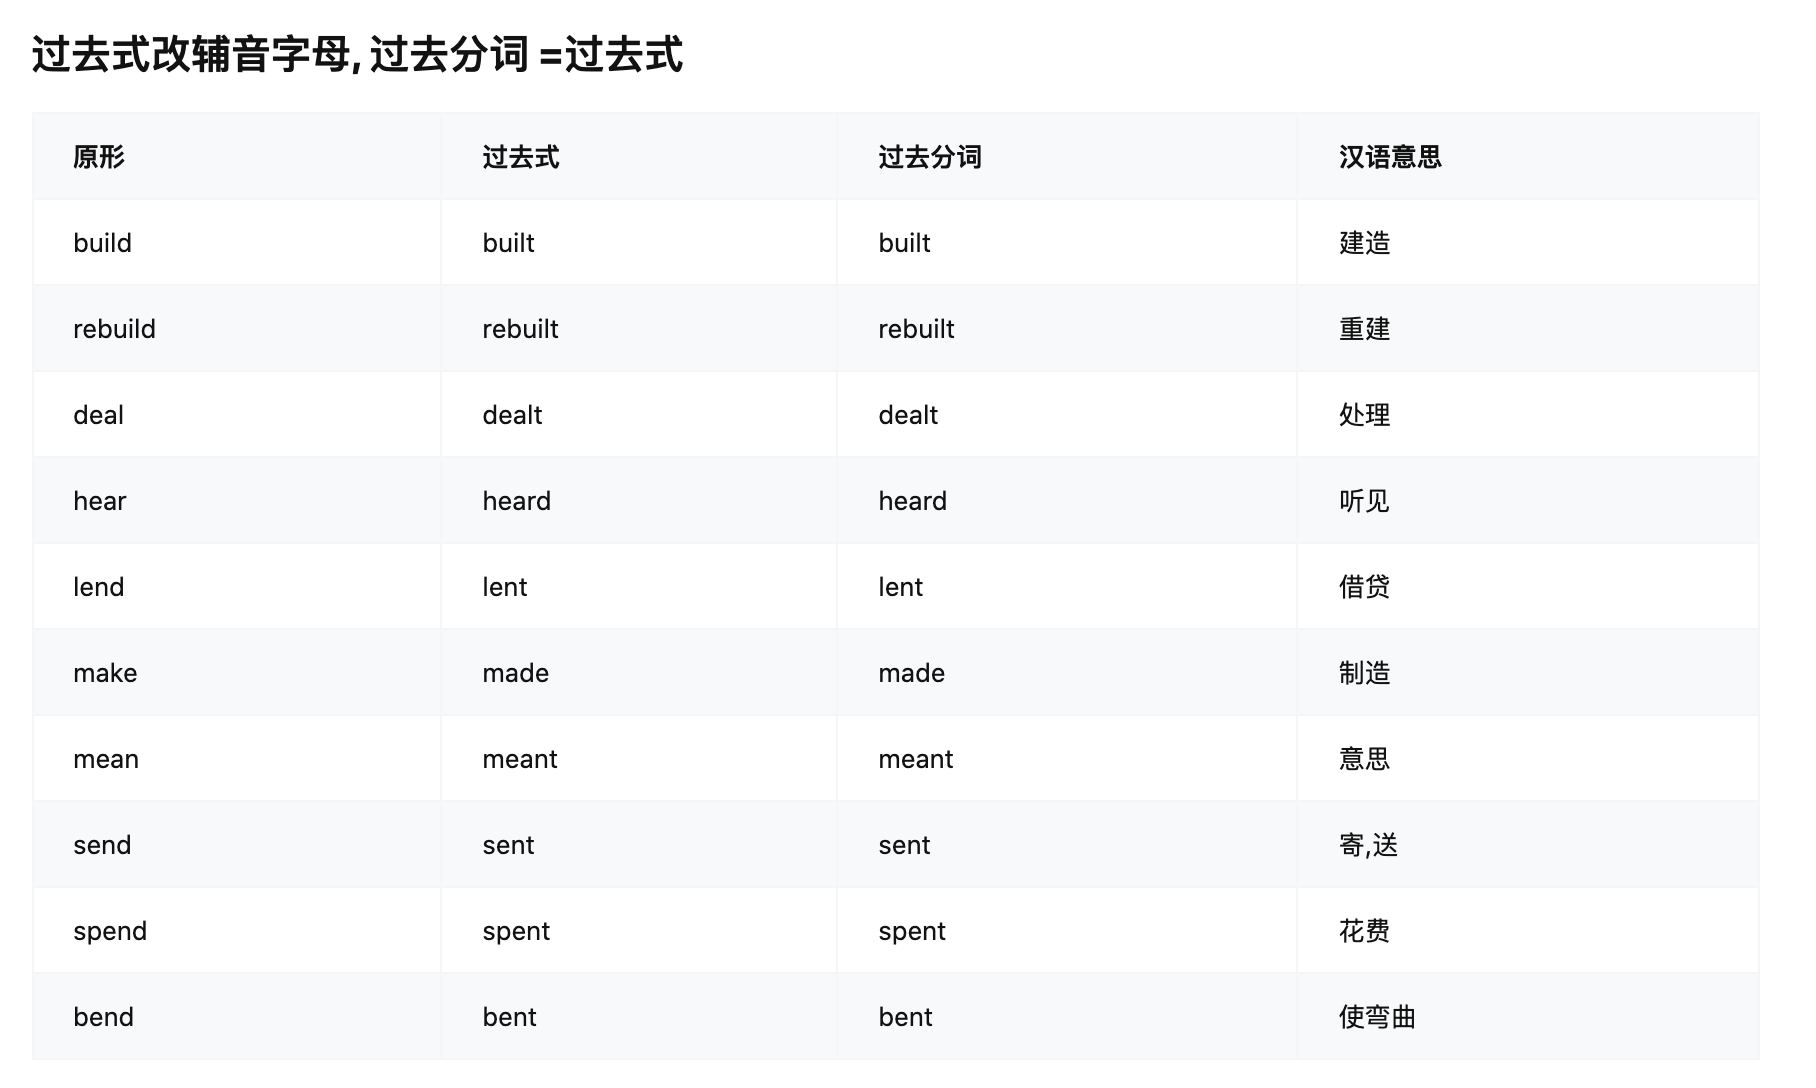 过去式改辅音字母, 过去分词 =过去式
原形 过去式 过去分词 汉语意思
build built built 建造
rebuild rebuilt rebuilt 重建
deal dealt dealt 处理
hear heard heard 听见
lend lent lent 借贷
make made made 制造
mean meant meant 意思
send sent sent 寄,送
spend spent spent 花费
bend bent bent 使弯曲